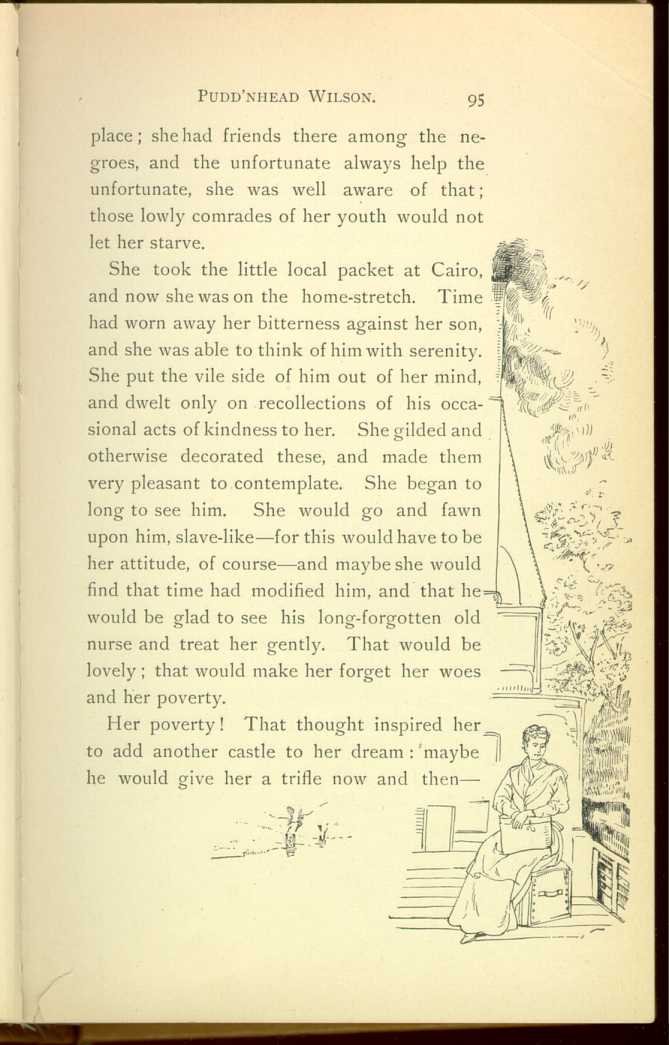 PUDD'NHEAD WILSON. 95
place; she had friends there among the ne-
groes, and the unfortunate always help the
unfortunate, she was well aware of that;
those lowly comrades of her youth would not
let her starve.
She took the little local packet at Cairo,
and now she was on the home-stretch. Time
had worn away her bitterness against her son,
and she was able to think of him with serenity.
She put the vile side of him out of her mind,
and dwelt only on recollections of his occa-
sional acts of kindness to her. She gilded and
otherwise decorated these, and made them
very pleasant to contemplate. She began to
long to see him. She would go and fawn
upon him, slave-like—for this would have to be
her attitude, of course—and maybe she would
find that time had modified him, and that he
would be glad to see his long-forgotten old
nurse and treat her gently. That would be
lovely; that would make her forget her woes
and her poverty.
Her poverty! That thought inspired her
to add another castle to her dream: maybe
he would give her a trifle now and then—